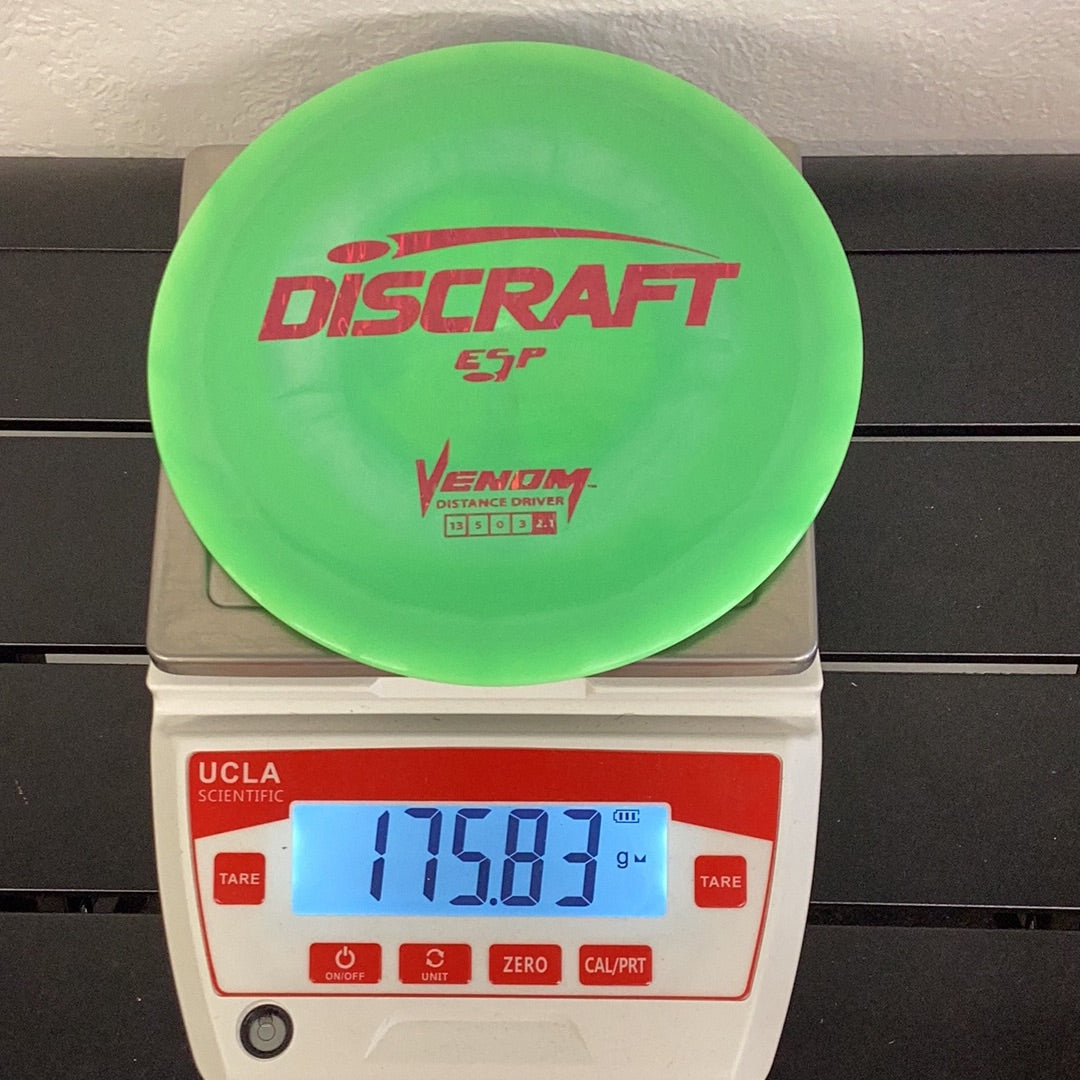 DISCRAFT
ESP
VENOM™
DISTANCE DRIVER
13 5 0 3 2.1
UCLA
SCIENTIFIC
175.83 g
TARE TARE
ON/OFF UNIT ZERO CAL/PRT